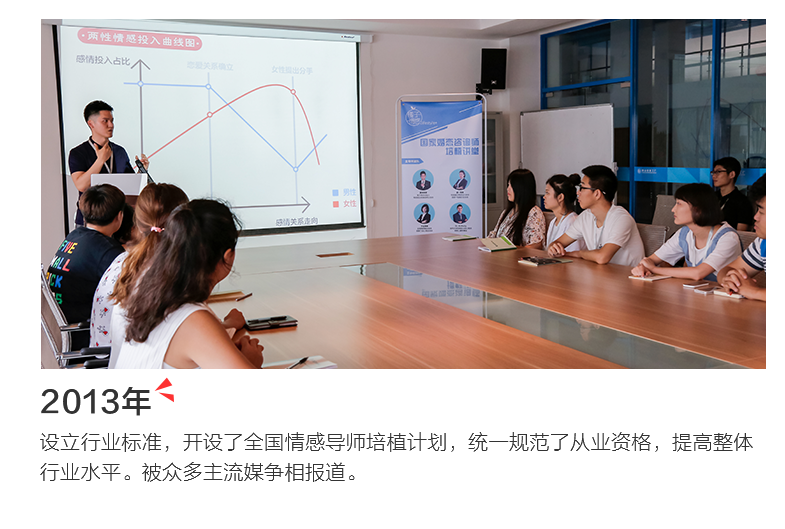 两性情感投入曲线图
感情投入占比
恋爱关系确立
女性提出分手
男性
女性
感情关系走向
国家婚恋咨询师
培教讲堂
2013年
设立行业标准，开设了全国情感导师培植计划，统一规范了从业资格，提高整体
行业水平。被众多主流媒争相报道。